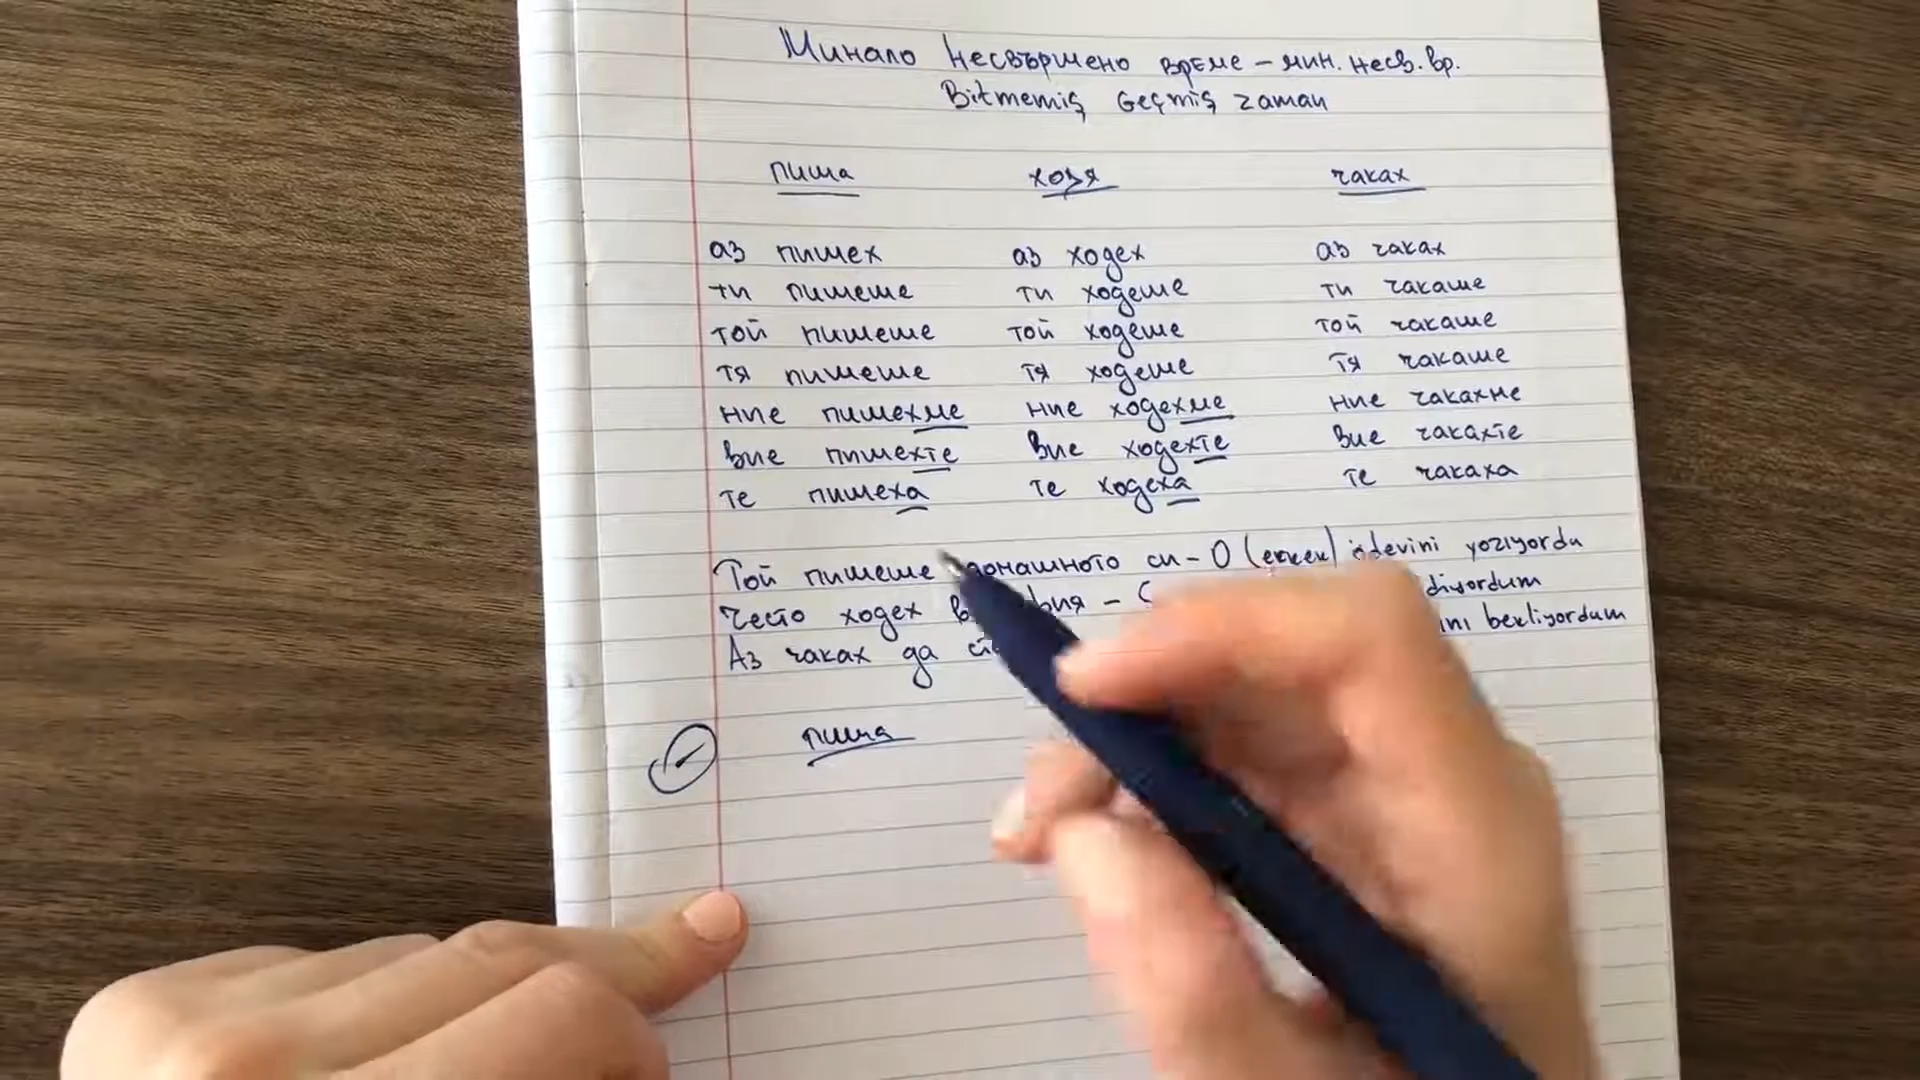 Минало Несвършено време - мин. несв. вр.
Bitmemiş Geçmiş zaman
пиша ходя чаках
аз пишех аз ходех аз чаках
ти пишеше ти ходеше ти чакаше
той пишеше той ходеше той чакаше
тя пишеше тя ходеше тя чакаше
ние пишехме ние ходехме ние чакахме
вие пишехте вие ходехте вие чакахте
те пишеха те ходеха те чакаха
Той пишеше домашното си - O (erkek) ödevini yazıyordu
Често ходех в
Аз чаках да bekliyordum
пиша